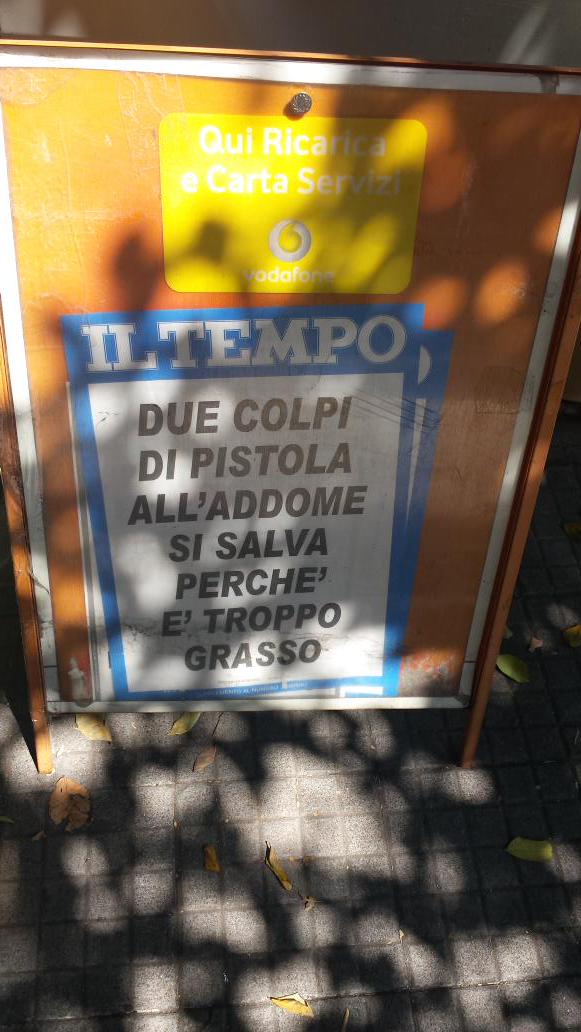 Qui Ricarica
e Carta Servizi
vodafone
IL TEMPO
DUE COLPI
DI PISTOLA
ALL'ADDOME
SI SALVA
PERCHE'
E' TROPPO
GRASSO